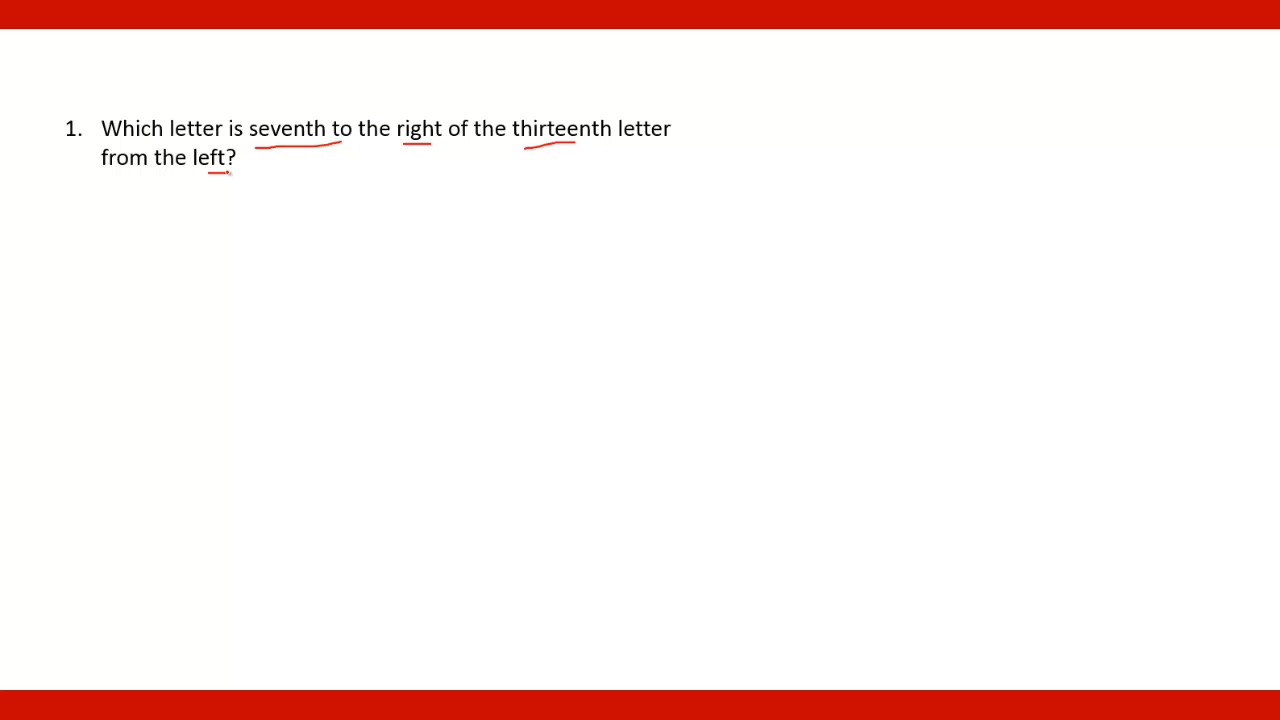 1. Which letter is seventh to the right of the thirteenth letter
from the left?